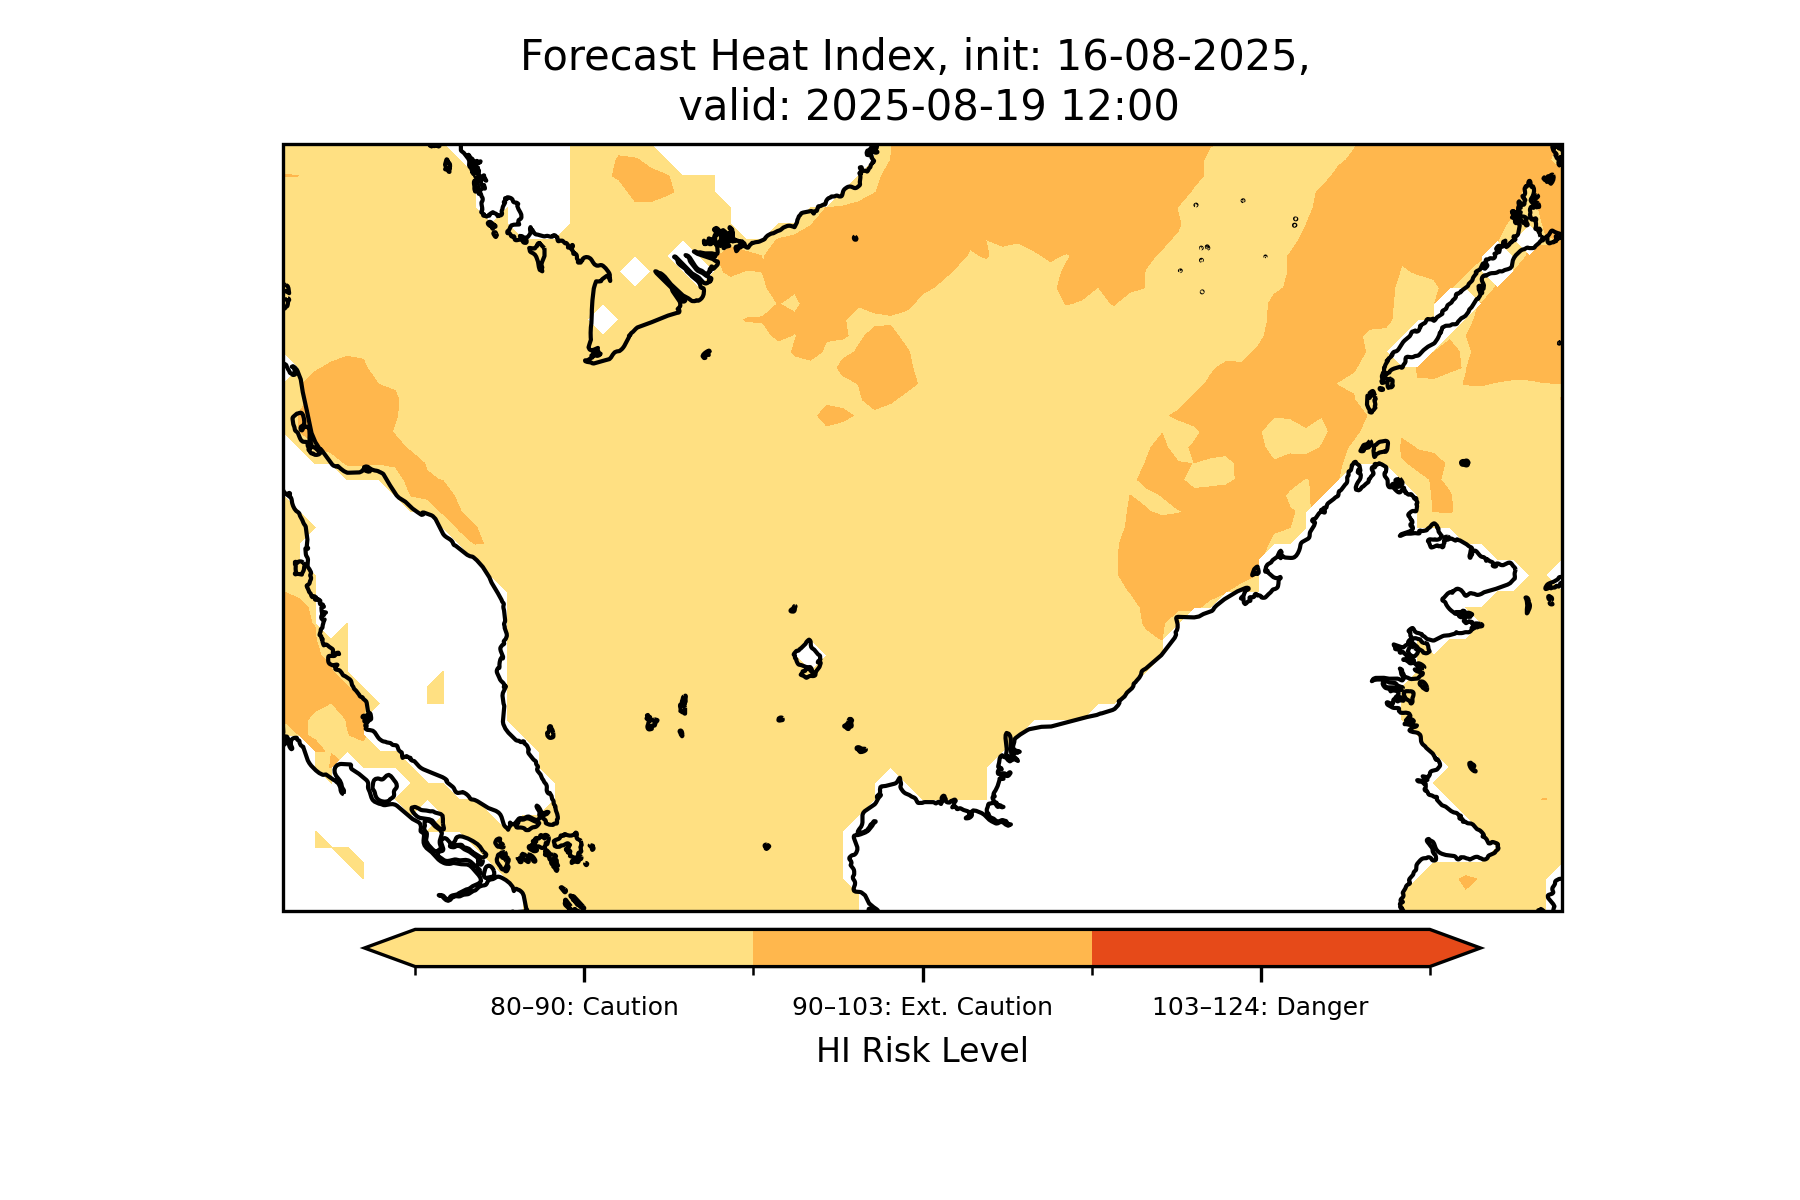 Forecast Heat Index, init: 16-08-2025,
valid: 2025-08-19 12:00
80–90: Caution
90–103: Ext. Caution
103–124: Danger
HI Risk Level